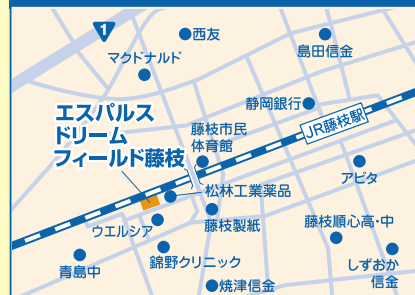 1
西友
マクドナルド
島田信金
静岡銀行
エスパルス
ドリーム
フィールド藤枝
藤枝市民
体育館
JR藤枝駅
アピタ
松林工業薬品
ウエルシア
藤枝製紙
藤枝順心高・中
錦野クリニック
青島中
しずおか
信金
焼津信金